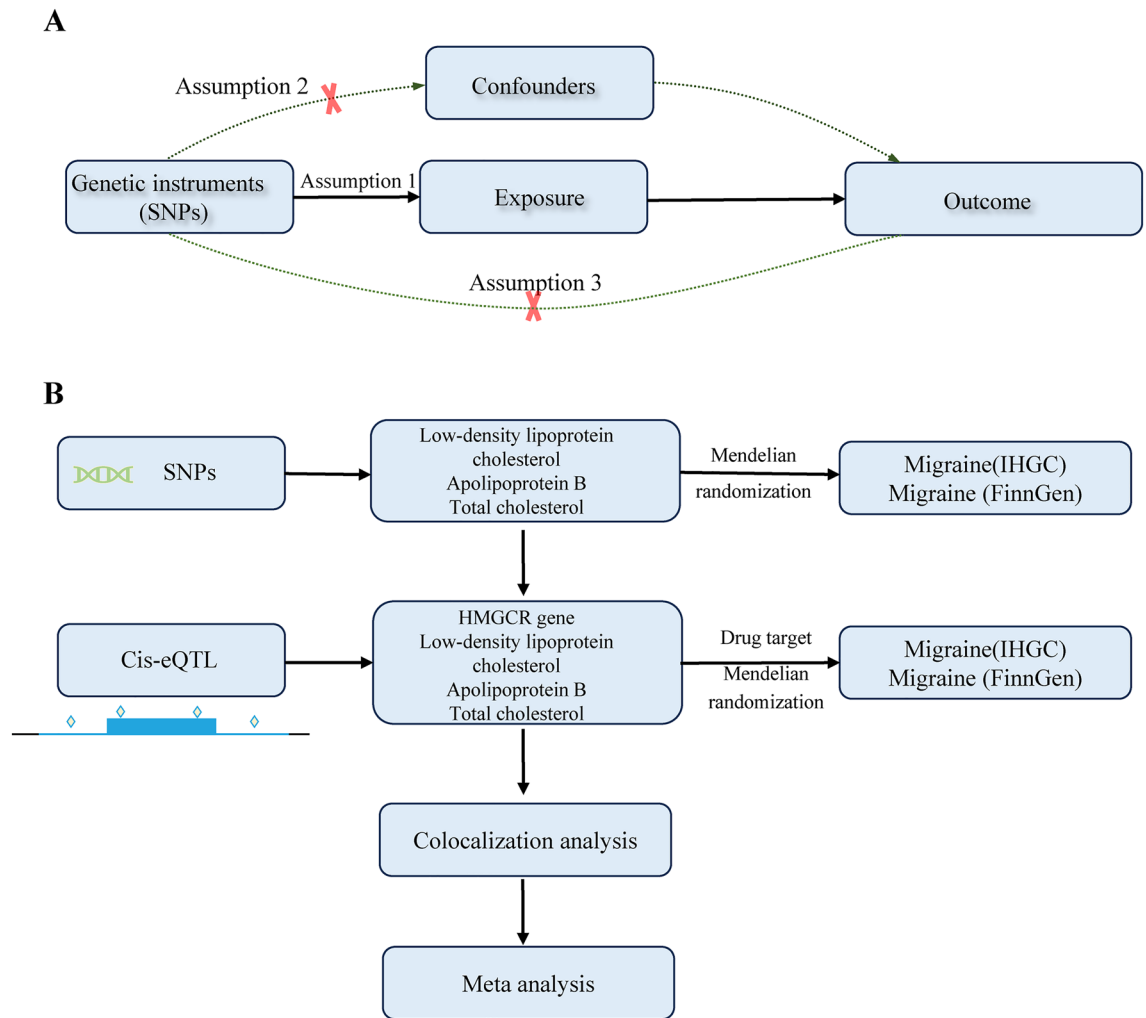 A
Assumption 2
Confounders
Genetic instruments
(SNPs)
Assumption 1
Exposure
Outcome
Assumption 3
B
SNPs
Low-density lipoprotein
cholesterol
Apolipoprotein B
Total cholesterol
Mendelian
randomization
Migraine(IHGC)
Migraine (FinnGen)
Cis-eQTL
HMGCR gene
Low-density lipoprotein
cholesterol
Apolipoprotein B
Total cholesterol
Drug target
Mendelian
randomization
Migraine(IHGC)
Migraine (FinnGen)
Colocalization analysis
Meta analysis